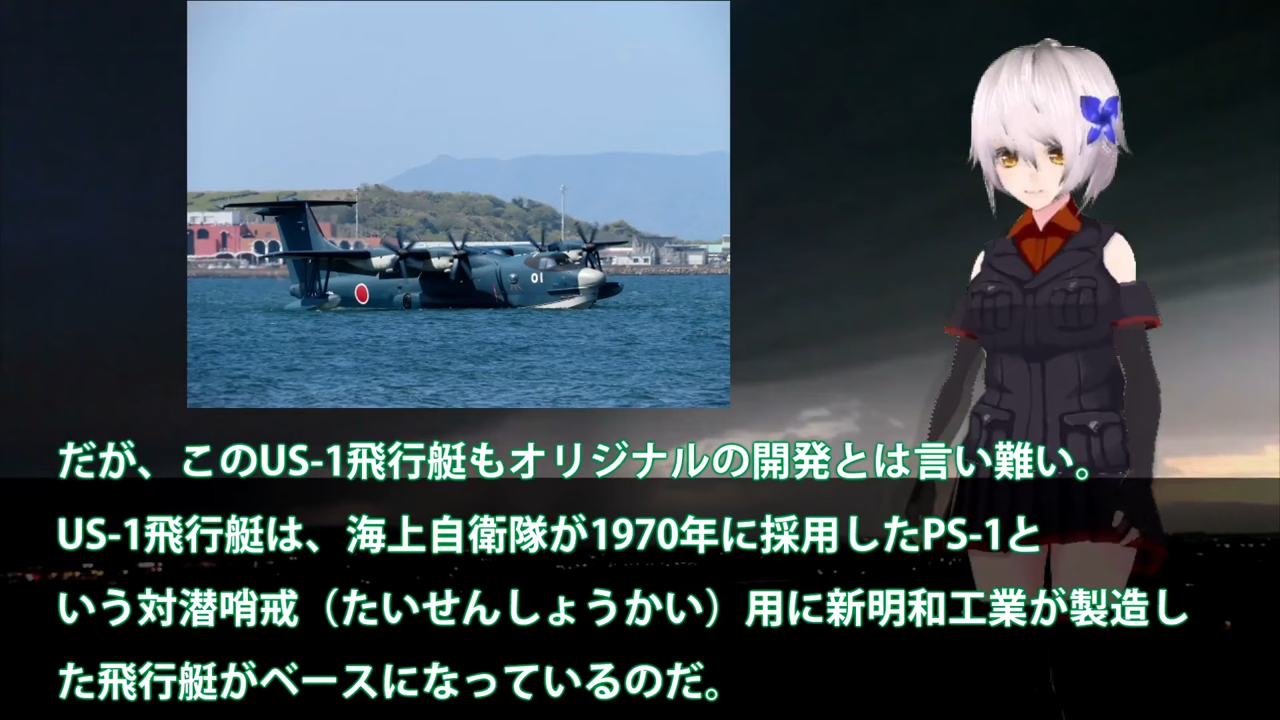 01
だが、このUS-1飛行艇もオリジナルの開発とは言い難い。
US-1飛行艇は、海上自衛隊が1970年に採用したPS-1と
いう対潜哨戒（たいせんしょうかい）用に新明和工業が製造し
た飛行艇がベースになっているのだ。